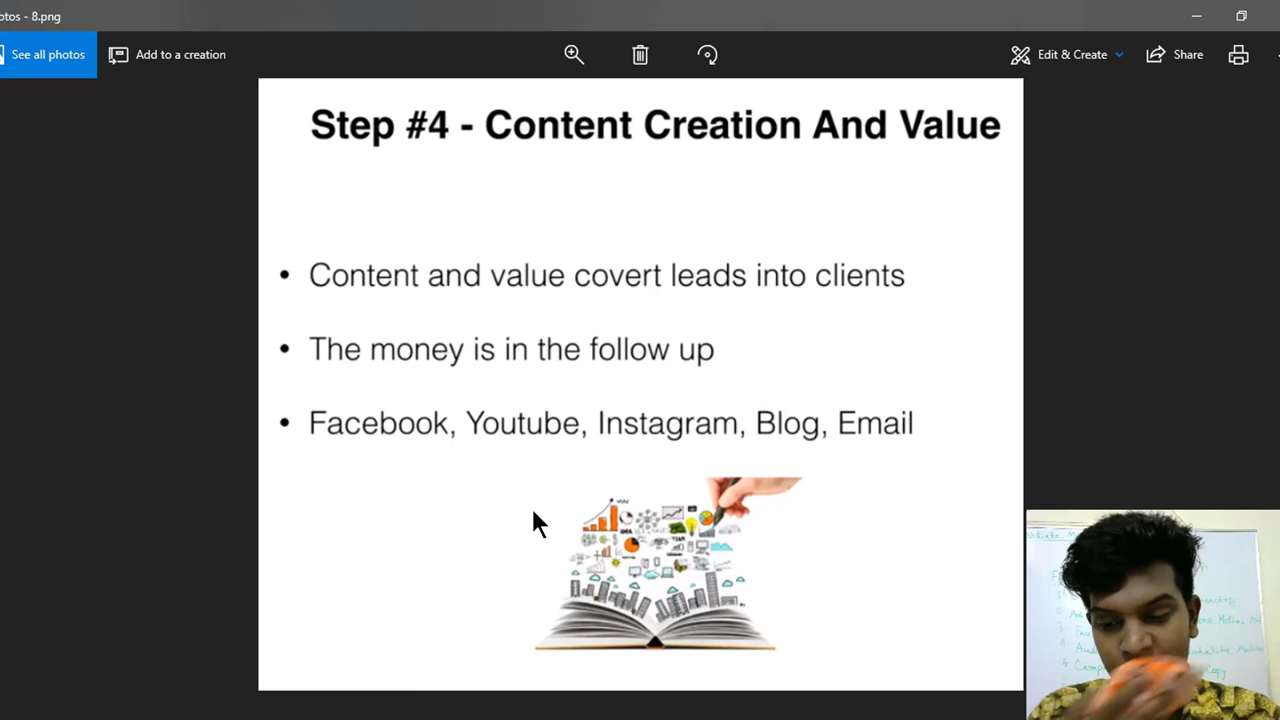 otos - 8.png
See all photos
Add to a creation
Edit & Create
Share
Step #4 - Content Creation And Value
• Content and value covert leads into clients
• The money is in the follow up
• Facebook, Youtube, Instagram, Blog, Email